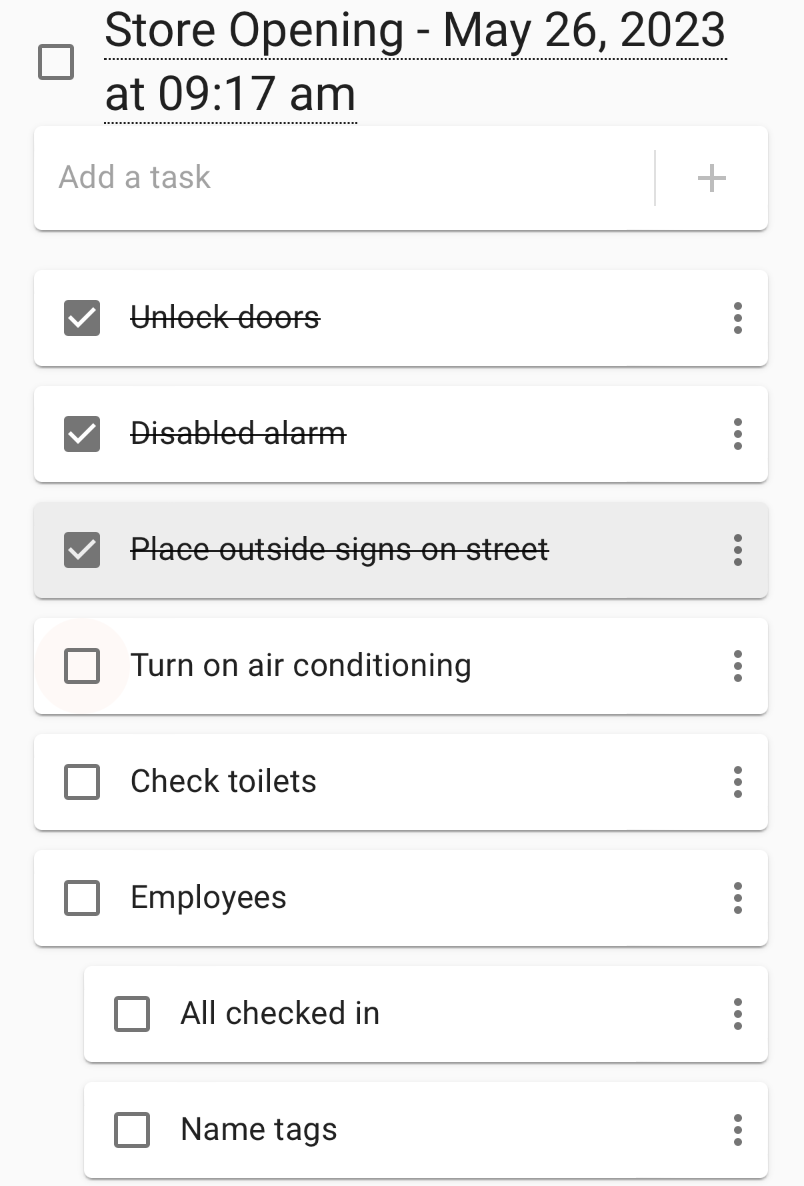 Store Opening - May 26, 2023
at 09:17 am
Add a task
Unlock doors
Disabled alarm
Place outside signs on street
Turn on air conditioning
Check toilets
Employees
All checked in
Name tags